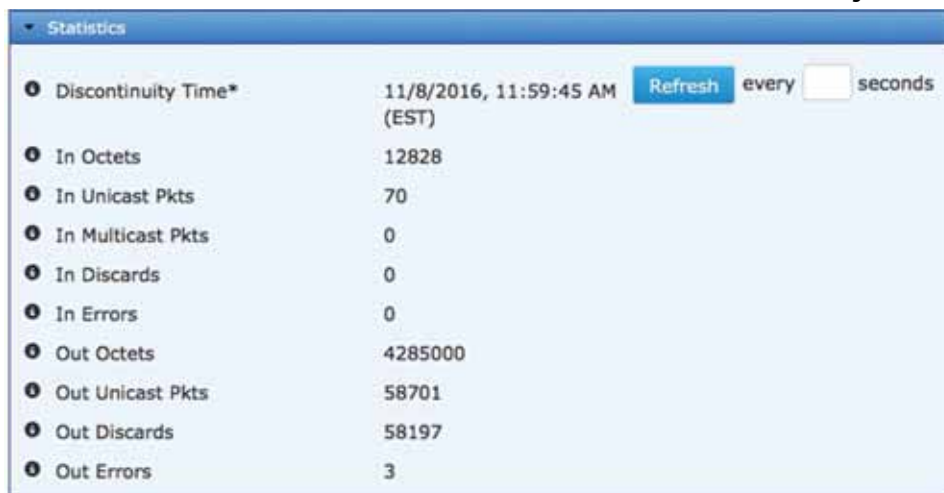 Statistics
Discontinuity Time* 11/8/2016, 11:59:45 AM (EST) Refresh every seconds
In Octets 12828
In Unicast Pkts 70
In Multicast Pkts 0
In Discards 0
In Errors 0
Out Octets 4285000
Out Unicast Pkts 58701
Out Discards 58197
Out Errors 3